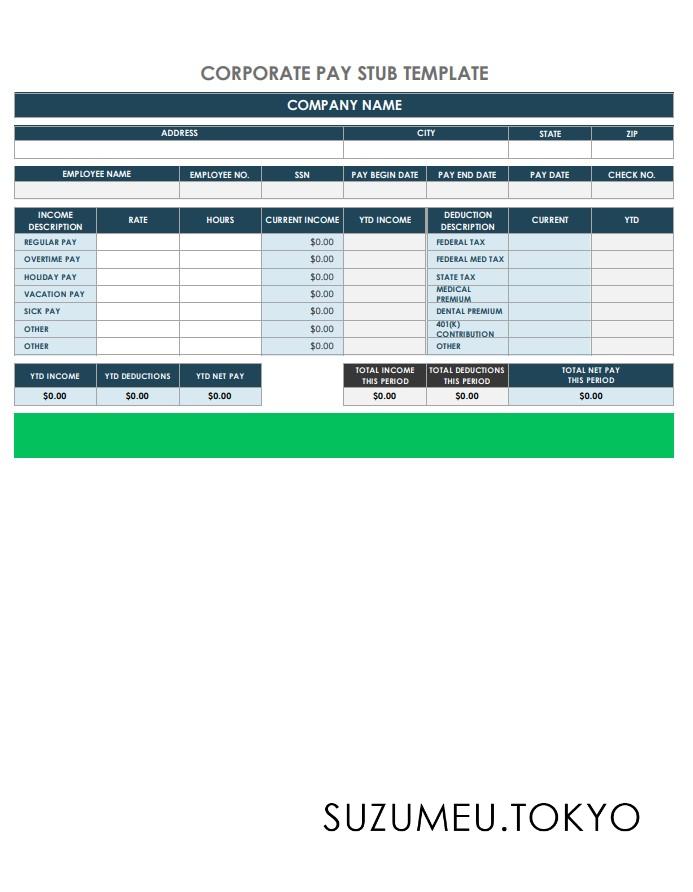 CORPORATE PAY STUB TEMPLATE
COMPANY NAME
ADDRESS CITY STATE ZIP
EMPLOYEE NAME EMPLOYEE NO. SSN PAY BEGIN DATE PAY END DATE PAY DATE CHECK NO.
INCOME DESCRIPTION RATE HOURS CURRENT INCOME YTD INCOME DEDUCTION DESCRIPTION CURRENT YTD
REGULAR PAY $0.00 FEDERAL TAX
OVERTIME PAY $0.00 FEDERAL MED TAX
HOLIDAY PAY $0.00 STATE TAX
VACATION PAY $0.00 MEDICAL PREMIUM
SICK PAY $0.00 DENTAL PREMIUM
OTHER $0.00 401(K) CONTRIBUTION
OTHER $0.00 OTHER
YTD INCOME YTD DEDUCTIONS YTD NET PAY TOTAL INCOME THIS PERIOD TOTAL DEDUCTIONS THIS PERIOD TOTAL NET PAY THIS PERIOD
$0.00 $0.00 $0.00 $0.00 $0.00 $0.00
SUZUMEU.TOKYO